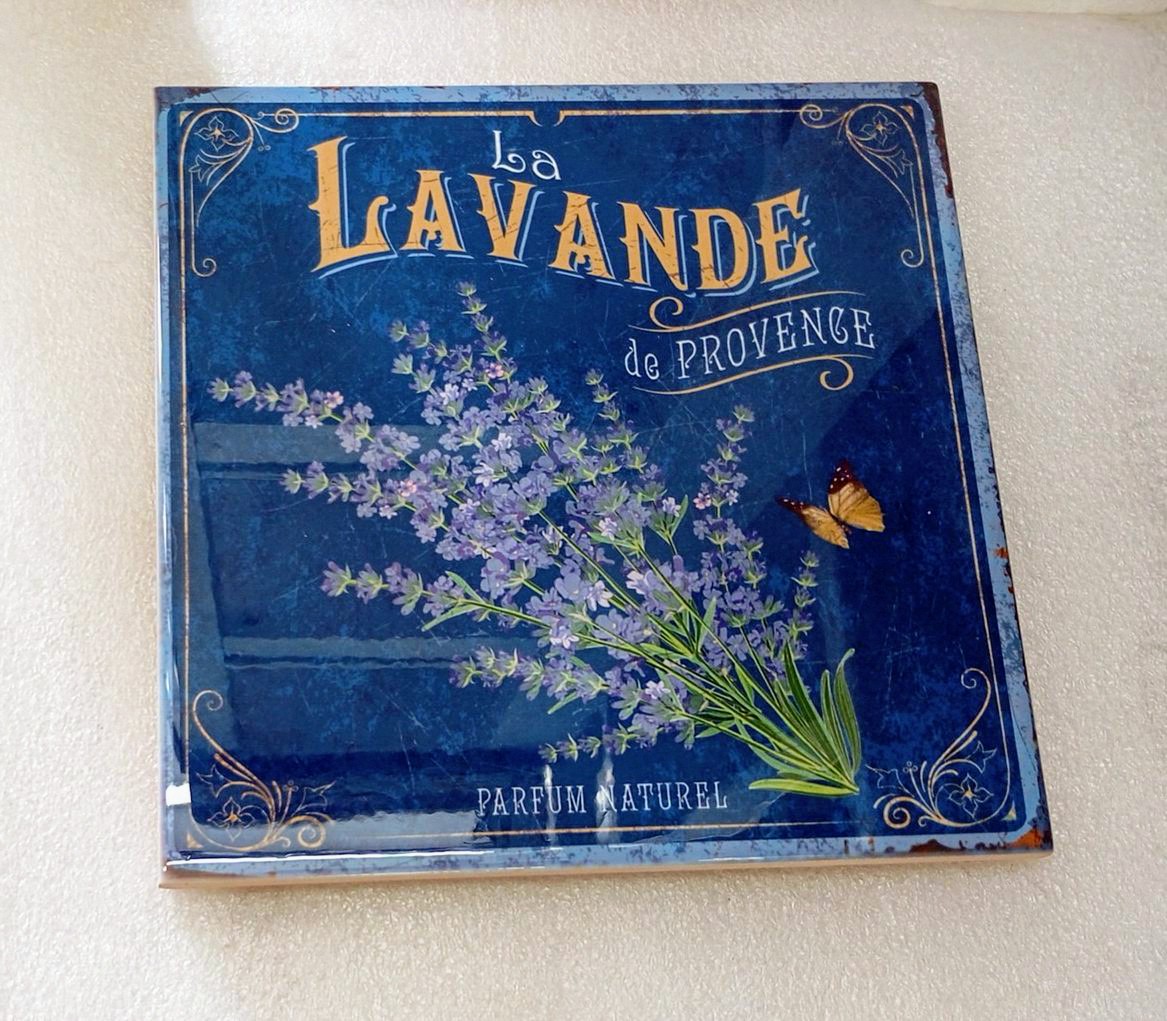 La
LAVANDE
de PROVENCE
PARFUM NATUREL